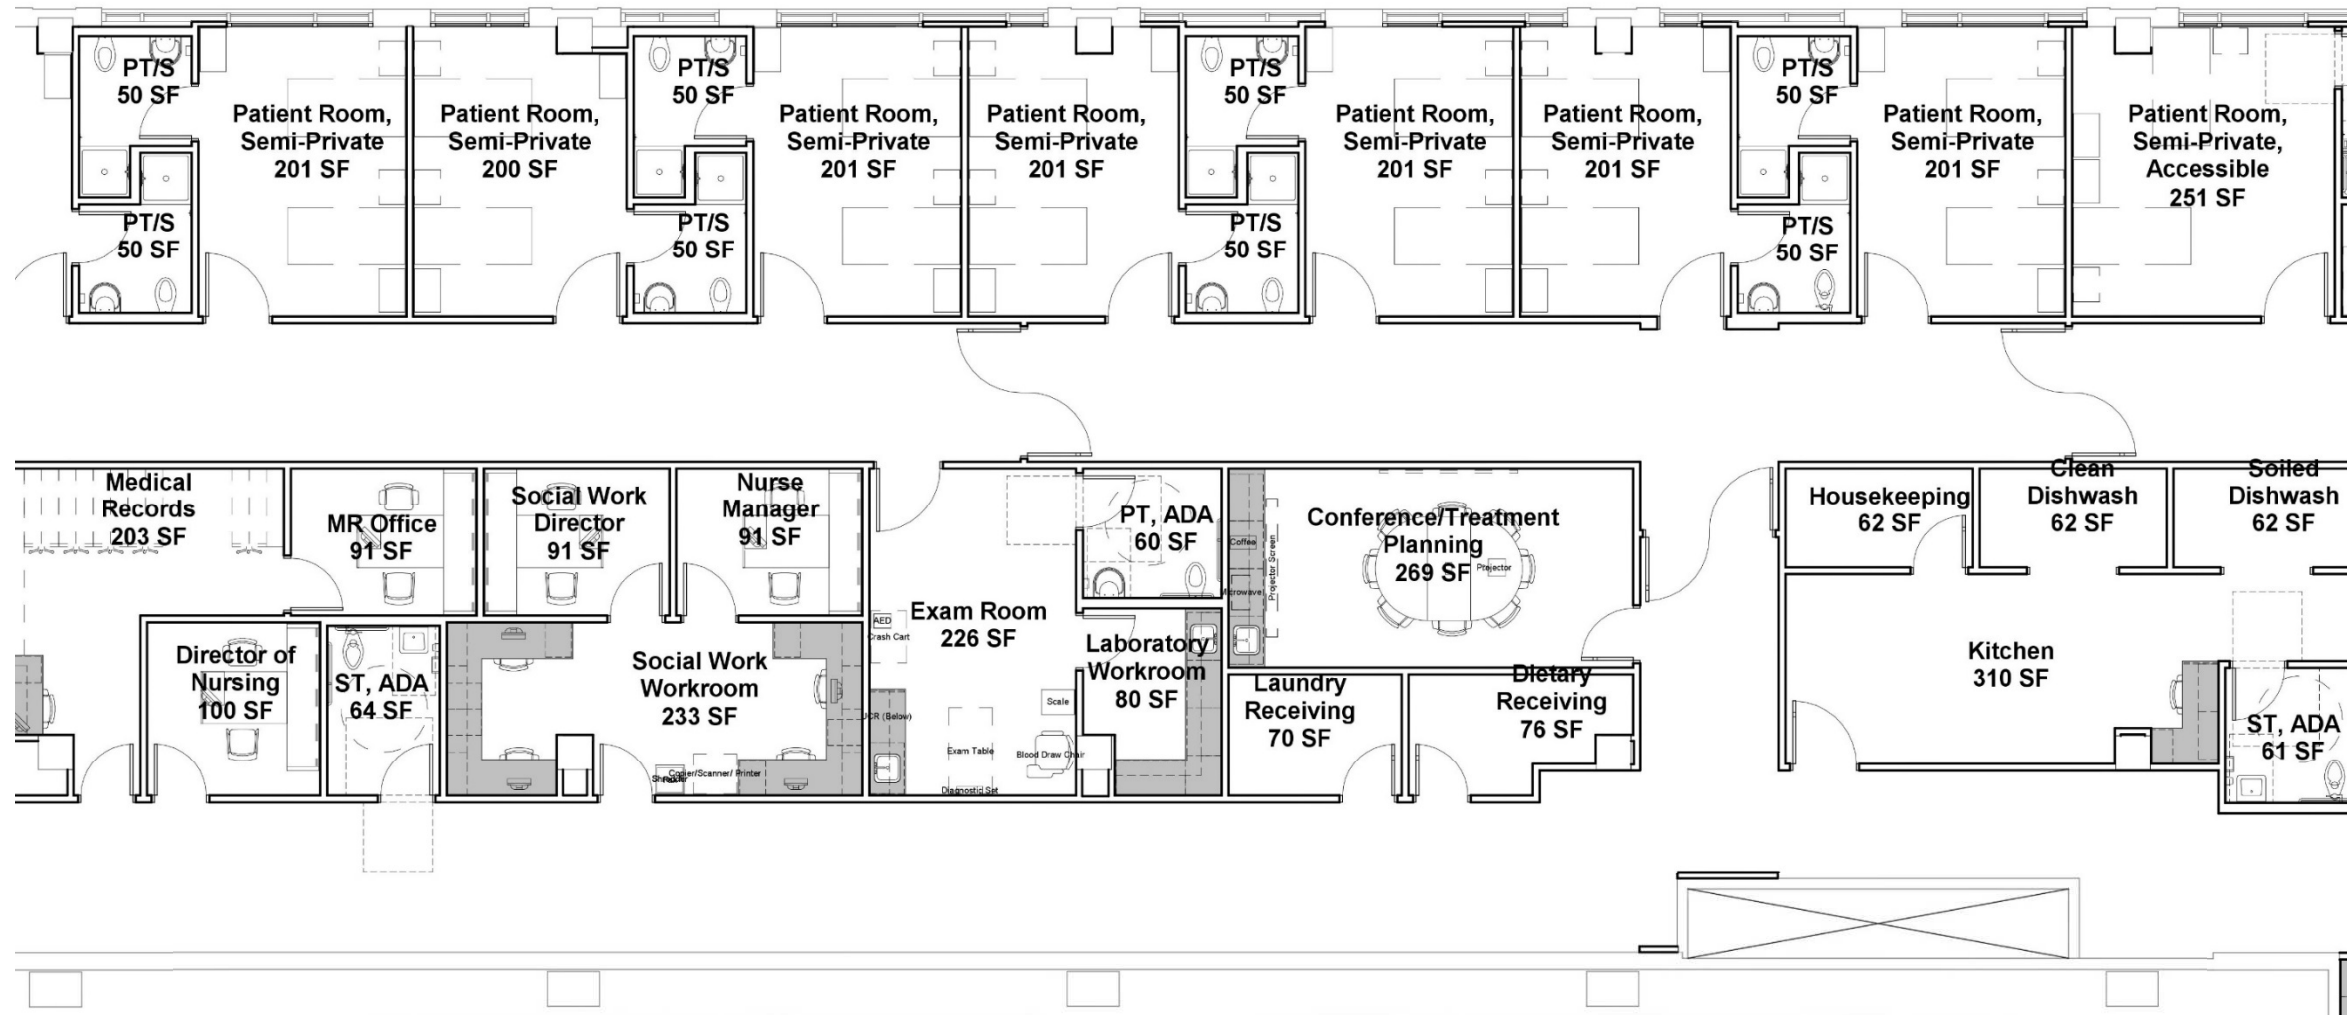 PT/S
50 SF
PT/S
50 SF
PT/S
50 SF
PT/S
50 SF
Patient Room,
Semi-Private
201 SF
Patient Room,
Semi-Private
200 SF
Patient Room,
Semi-Private
201 SF
Patient Room,
Semi-Private
201 SF
Patient Room,
Semi-Private
201 SF
Patient Room,
Semi-Private
201 SF
Patient Room,
Semi-Private
201 SF
Patient Room,
Semi-Private,
Accessible
251 SF
PT/S
50 SF
PT/S
50 SF
PT/S
50 SF
PT/S
50 SF
Medical
Records
203 SF
MR Office
91 SF
Social Work
Director
91 SF
Nurse
Manager
91 SF
PT, ADA
60 SF
Coffee
Microwave
Projector Screen
Conference/Treatment
Planning
269 SF
Projector
Housekeeping
62 SF
Clean
Dishwash
62 SF
Soiled
Dishwash
62 SF
Director of
Nursing
100 SF
ST, ADA
64 SF
Social Work
Workroom
233 SF
Copier/Scanner/ Printer
AED
Crash Cart
Exam Room
226 SF
UCR (Below)
Scale
Exam Table
Blood Draw Chair
Diagnostic Set
Laboratory
Workroom
80 SF
Laundry
Receiving
70 SF
Dietary
Receiving
76 SF
Kitchen
310 SF
ST, ADA
61 SF